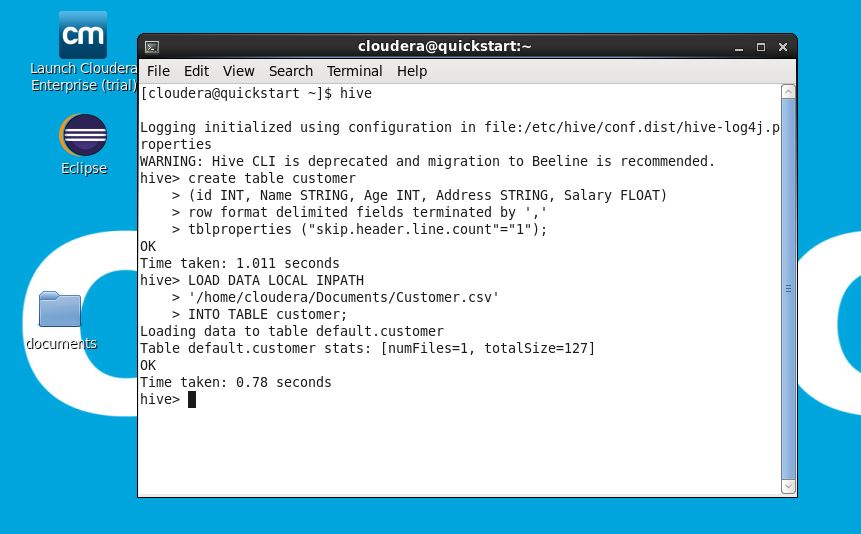 cm
Launch Cloudera
Enterprise (trial)
Eclipse
documents
cloudera@quickstart:~
File Edit View Search Terminal Help
[cloudera@quickstart ~]$ hive
Logging initialized using configuration in file:/etc/hive/conf.dist/hive-log4j.p
roperties
WARNING: Hive CLI is deprecated and migration to Beeline is recommended.
hive> create table customer
    > (id INT, Name STRING, Age INT, Address STRING, Salary FLOAT)
    > row format delimited fields terminated by ','
    > tblproperties ("skip.header.line.count"="1");
OK
Time taken: 1.011 seconds
hive> LOAD DATA LOCAL INPATH
    > '/home/cloudera/Documents/Customer.csv'
    > INTO TABLE customer;
Loading data to table default.customer
Table default.customer stats: [numFiles=1, totalSize=127]
OK
Time taken: 0.78 seconds
hive>